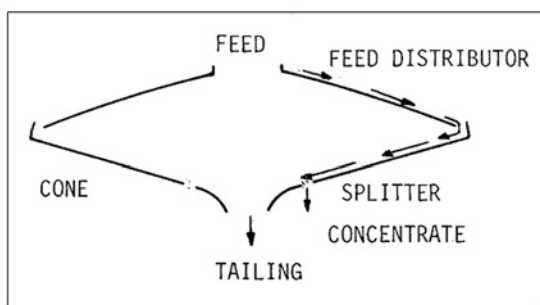 FEED
FEED DISTRIBUTOR
CONE
SPLITTER
CONCENTRATE
TAILING